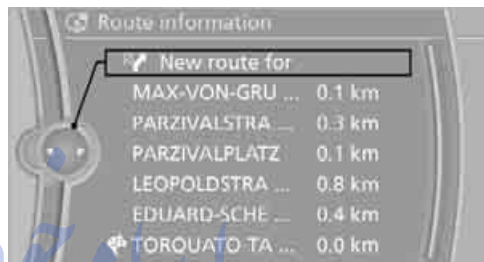 Route information
New route for
MAX-VON-GRU ... 0.1 km
PARZIVALSTRA ... 0.3 km
PARZIVALPLATZ 0.1 km
LEOPOLDSTRA ... 0.8 km
EDUARD-SCHE ... 0.4 km
TORQUATO TA ... 0.0 km